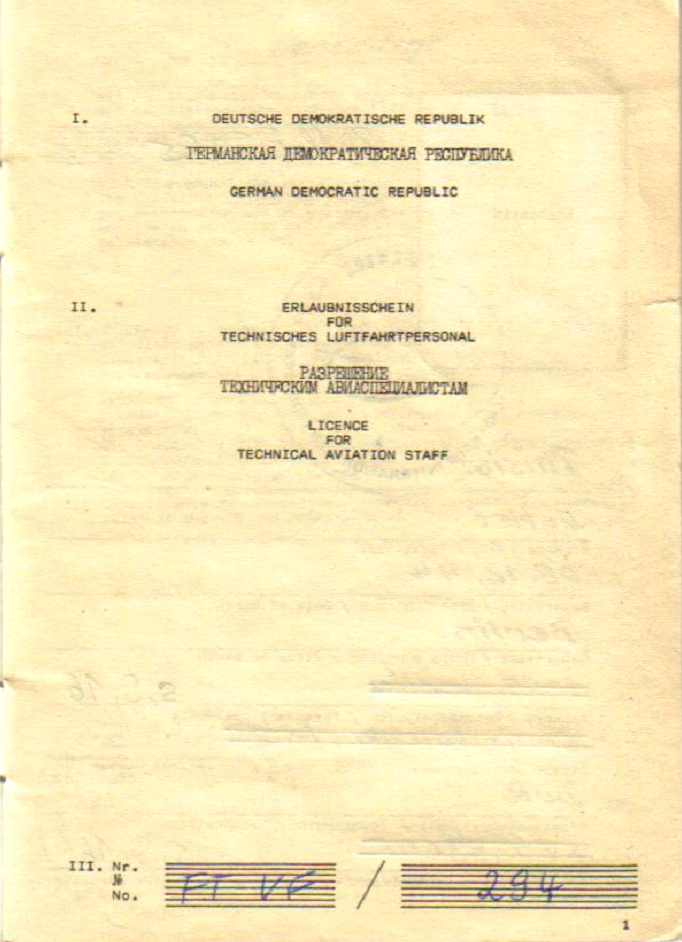 I. DEUTSCHE DEMOKRATISCHE REPUBLIK
ГЕРМАНСКАЯ ДЕМОКРАТИЧЕСКАЯ РЕСПУБЛИКА
GERMAN DEMOCRATIC REPUBLIC
II. ERLAUBNISSCHEIN
FÜR
TECHNISCHES LUFTFAHRTPERSONAL
РАЗРЕШЕНИЕ
ТЕХНИЧЕСКИМ АВИАСПЕЦИАЛИСТАМ
LICENCE
FOR
TECHNICAL AVIATION STAFF
III. Nr.
№ FT-VF / 294
No.
1